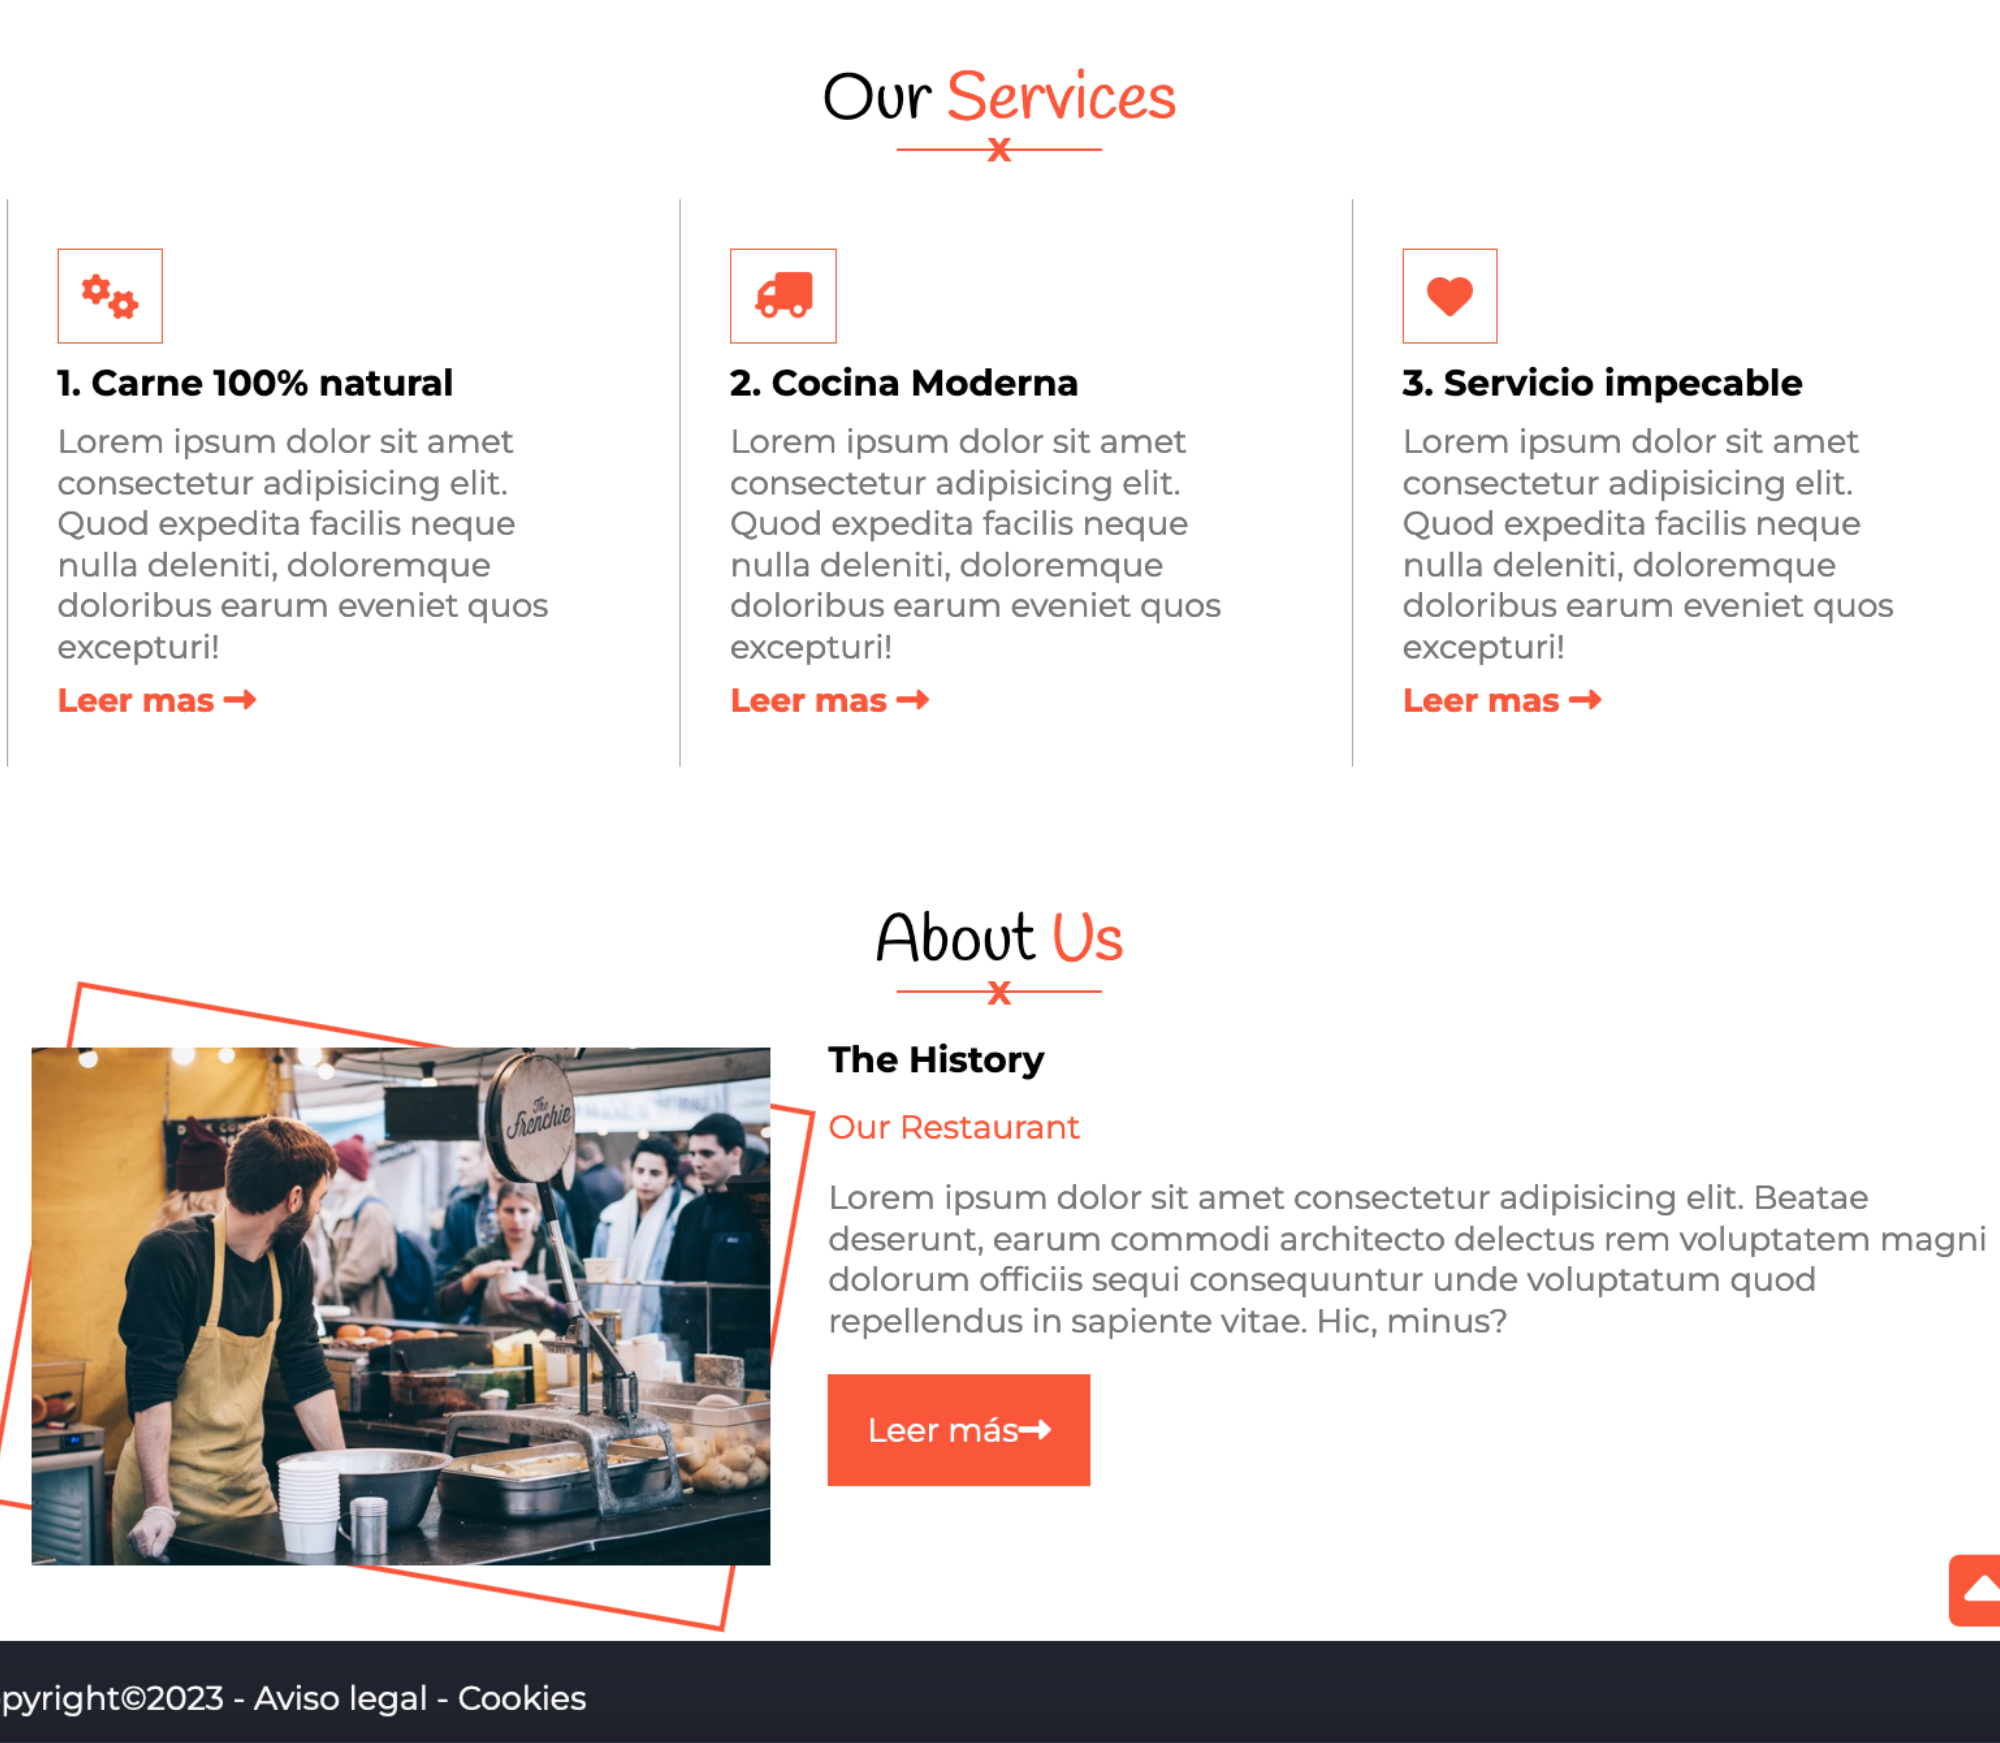 Our Services
1. Carne 100% natural
Lorem ipsum dolor sit amet
consectetur adipisicing elit.
Quod expedita facilis neque
nulla deleniti, doloremque
doloribus earum eveniet quos
excepturi!
Leer mas
2. Cocina Moderna
Lorem ipsum dolor sit amet
consectetur adipisicing elit.
Quod expedita facilis neque
nulla deleniti, doloremque
doloribus earum eveniet quos
excepturi!
Leer mas
3. Servicio impecable
Lorem ipsum dolor sit amet
consectetur adipisicing elit.
Quod expedita facilis neque
nulla deleniti, doloremque
doloribus earum eveniet quos
excepturi!
Leer mas
About Us
The Frenchie
The History
Our Restaurant
Lorem ipsum dolor sit amet consectetur adipisicing elit. Beatae
deserunt, earum commodi architecto delectus rem voluptatem magni
dolorum officiis sequi consequuntur unde voluptatum quod
repellendus in sapiente vitae. Hic, minus?
Leer más
pyright©2023 - Aviso legal - Cookies